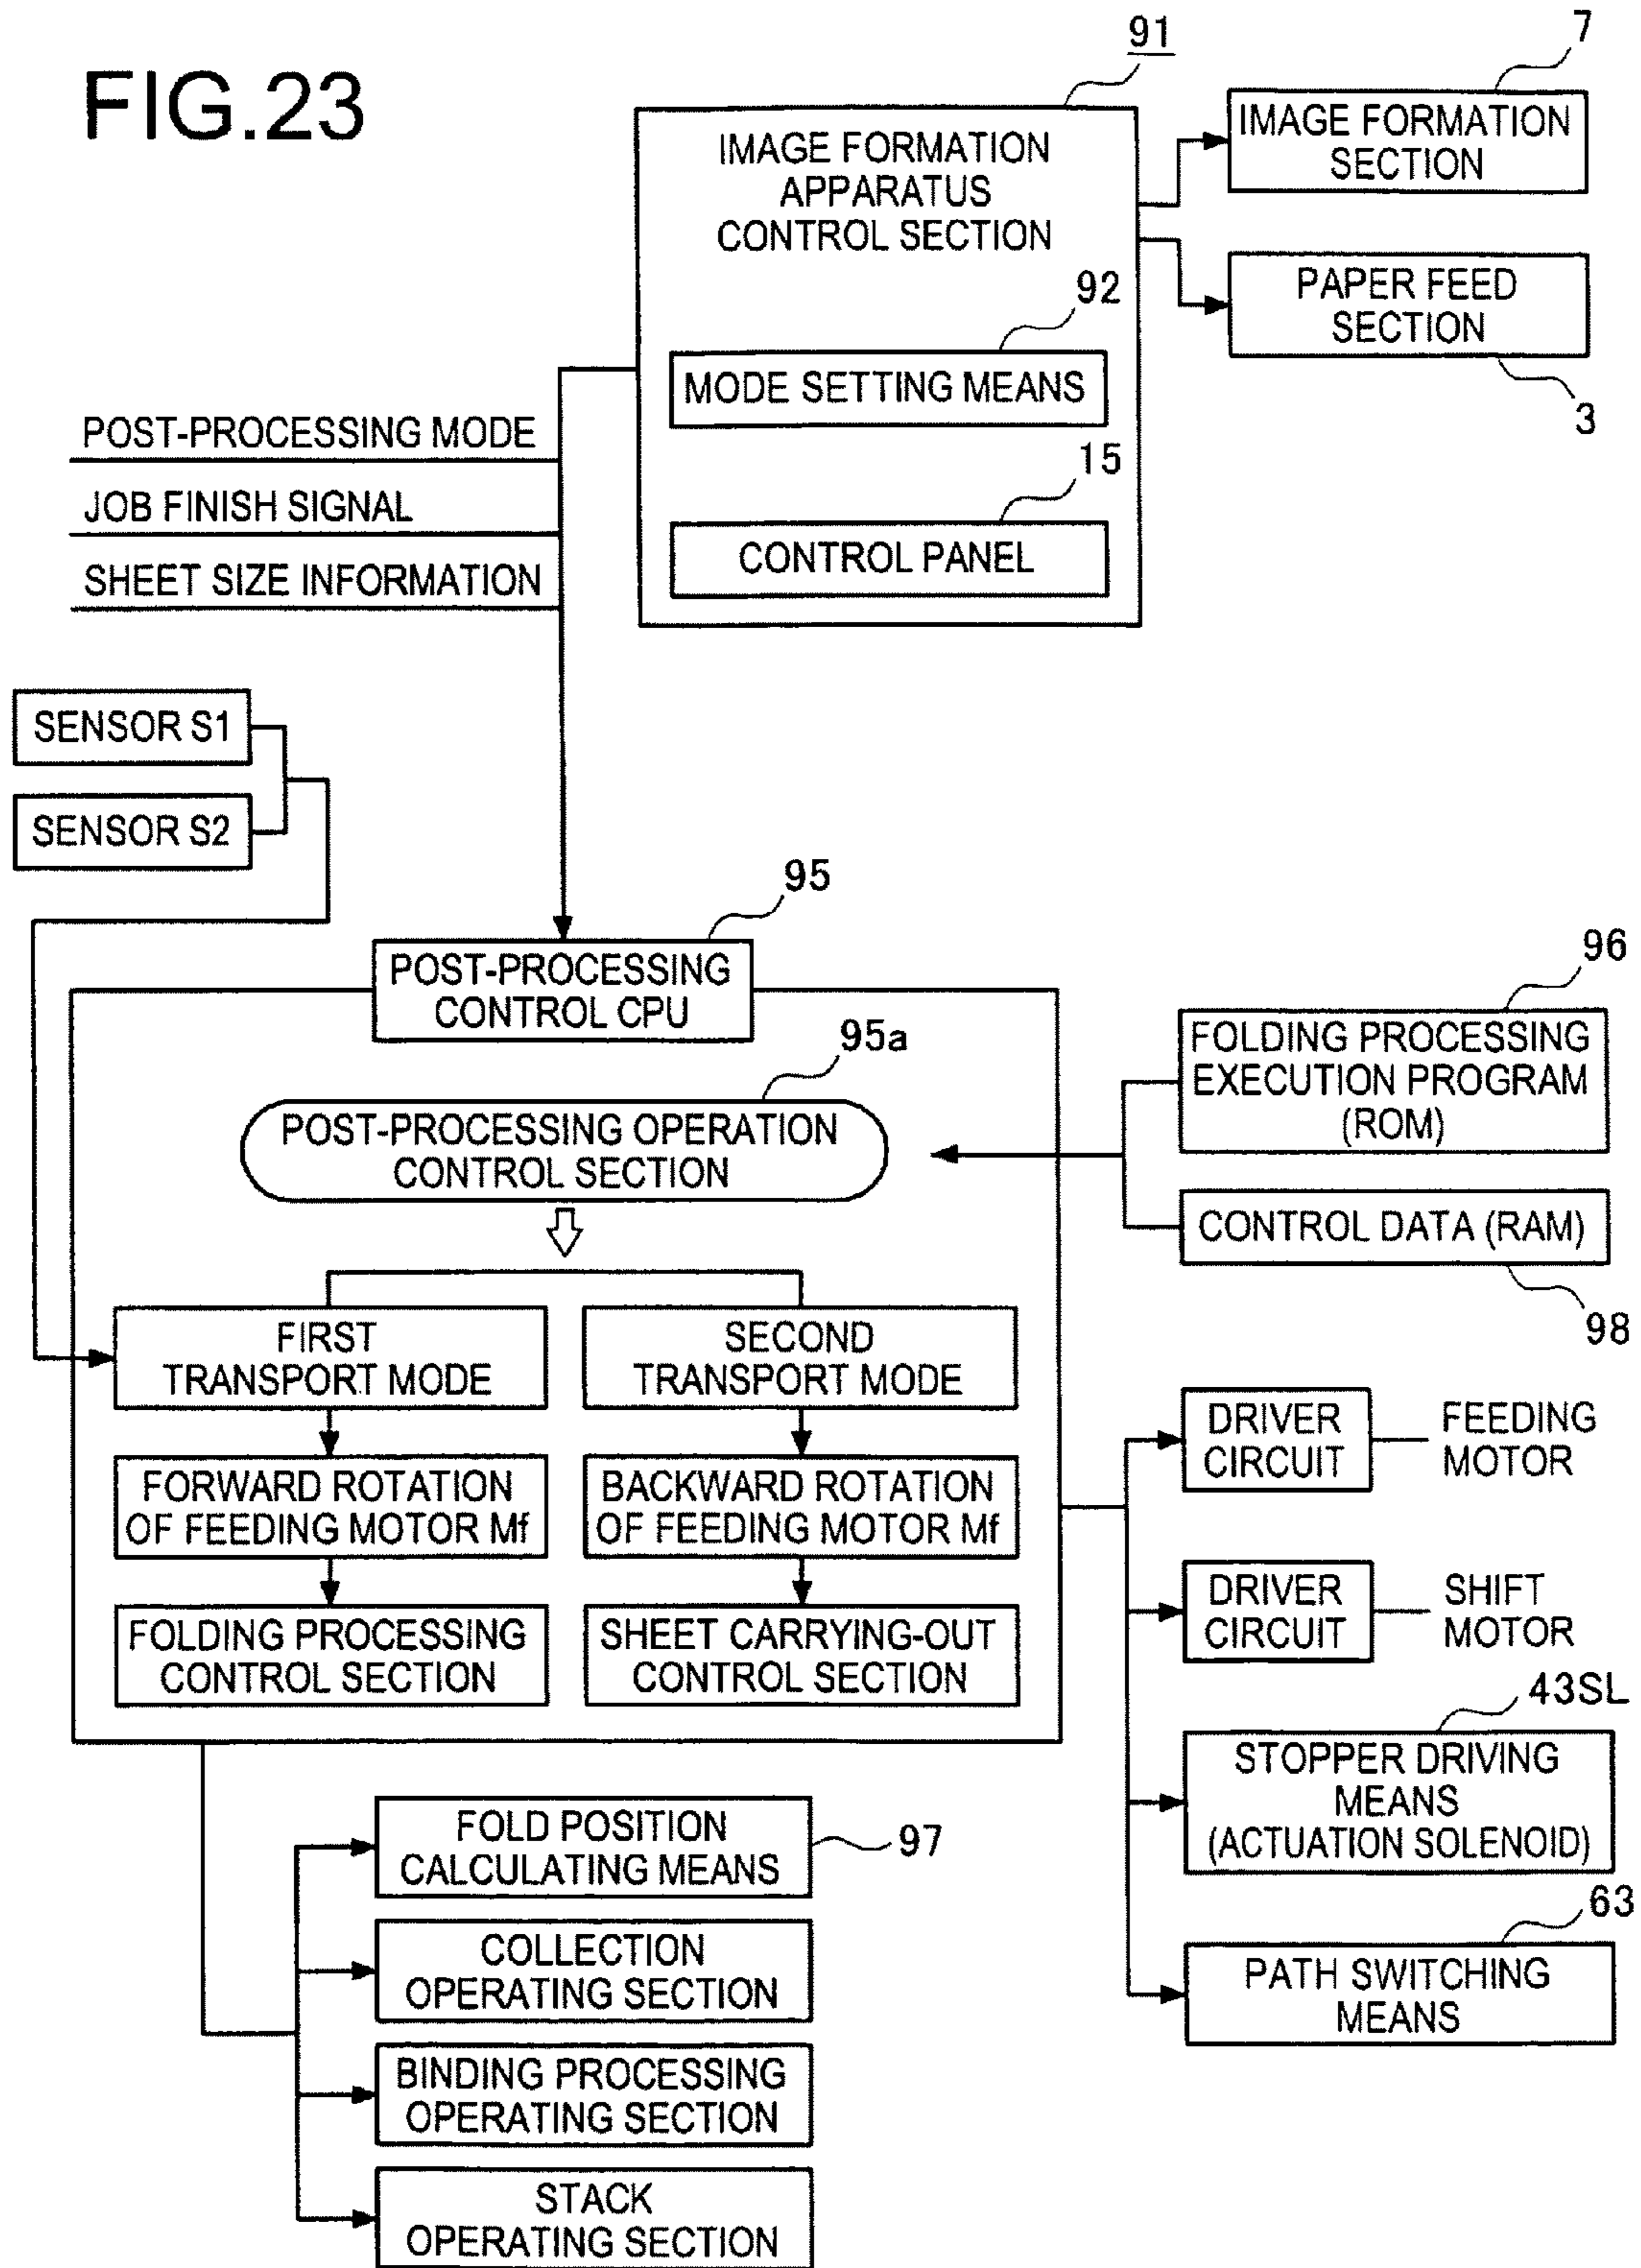 FIG.23
91
7
IMAGE FORMATION
APPARATUS
CONTROL SECTION
IMAGE FORMATION
SECTION
PAPER FEED
SECTION
3
92
MODE SETTING MEANS
15
CONTROL PANEL
POST-PROCESSING MODE
JOB FINISH SIGNAL
SHEET SIZE INFORMATION
SENSOR S1
SENSOR S2
95
POST-PROCESSING
CONTROL CPU
95a
POST-PROCESSING OPERATION
CONTROL SECTION
96
FOLDING PROCESSING
EXECUTION PROGRAM
(ROM)
CONTROL DATA (RAM)
98
FIRST
TRANSPORT MODE
SECOND
TRANSPORT MODE
FORWARD ROTATION
OF FEEDING MOTOR Mf
BACKWARD ROTATION
OF FEEDING MOTOR Mf
FOLDING PROCESSING
CONTROL SECTION
SHEET CARRYING-OUT
CONTROL SECTION
DRIVER
CIRCUIT
FEEDING
MOTOR
DRIVER
CIRCUIT
SHIFT
MOTOR
43SL
STOPPER DRIVING
MEANS
(ACTUATION SOLENOID)
63
PATH SWITCHING
MEANS
FOLD POSITION
CALCULATING MEANS
97
COLLECTION
OPERATING SECTION
BINDING PROCESSING
OPERATING SECTION
STACK
OPERATING SECTION